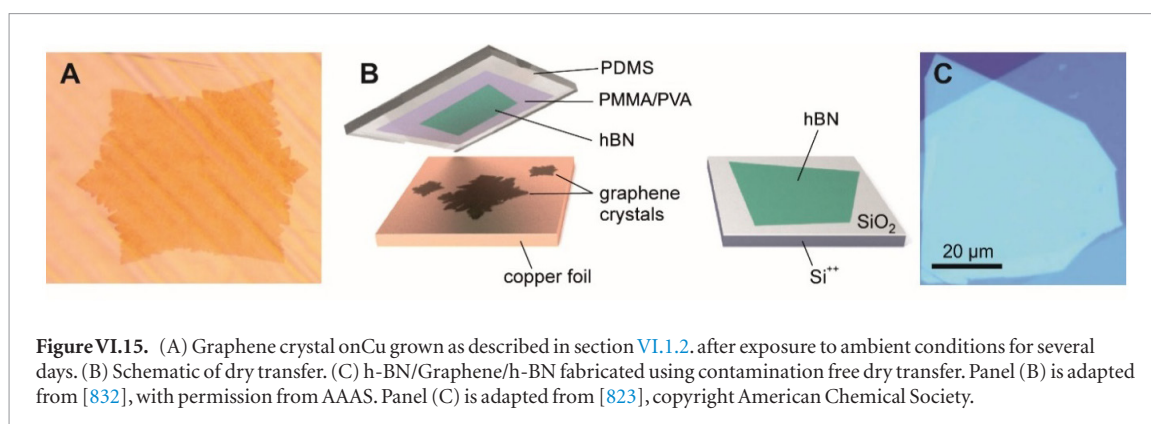 A
B
PDMS
PMMA/PVA
hBN
graphene
crystals
copper foil
hBN
SiO₂
Si⁺⁺
C
20 µm
Figure VI.15. (A) Graphene crystal onCu grown as described in section VI.1.2. after exposure to ambient conditions for several
days. (B) Schematic of dry transfer. (C) h-BN/Graphene/h-BN fabricated using contamination free dry transfer. Panel (B) is adapted
from [832], with permission from AAAS. Panel (C) is adapted from [823], copyright American Chemical Society.